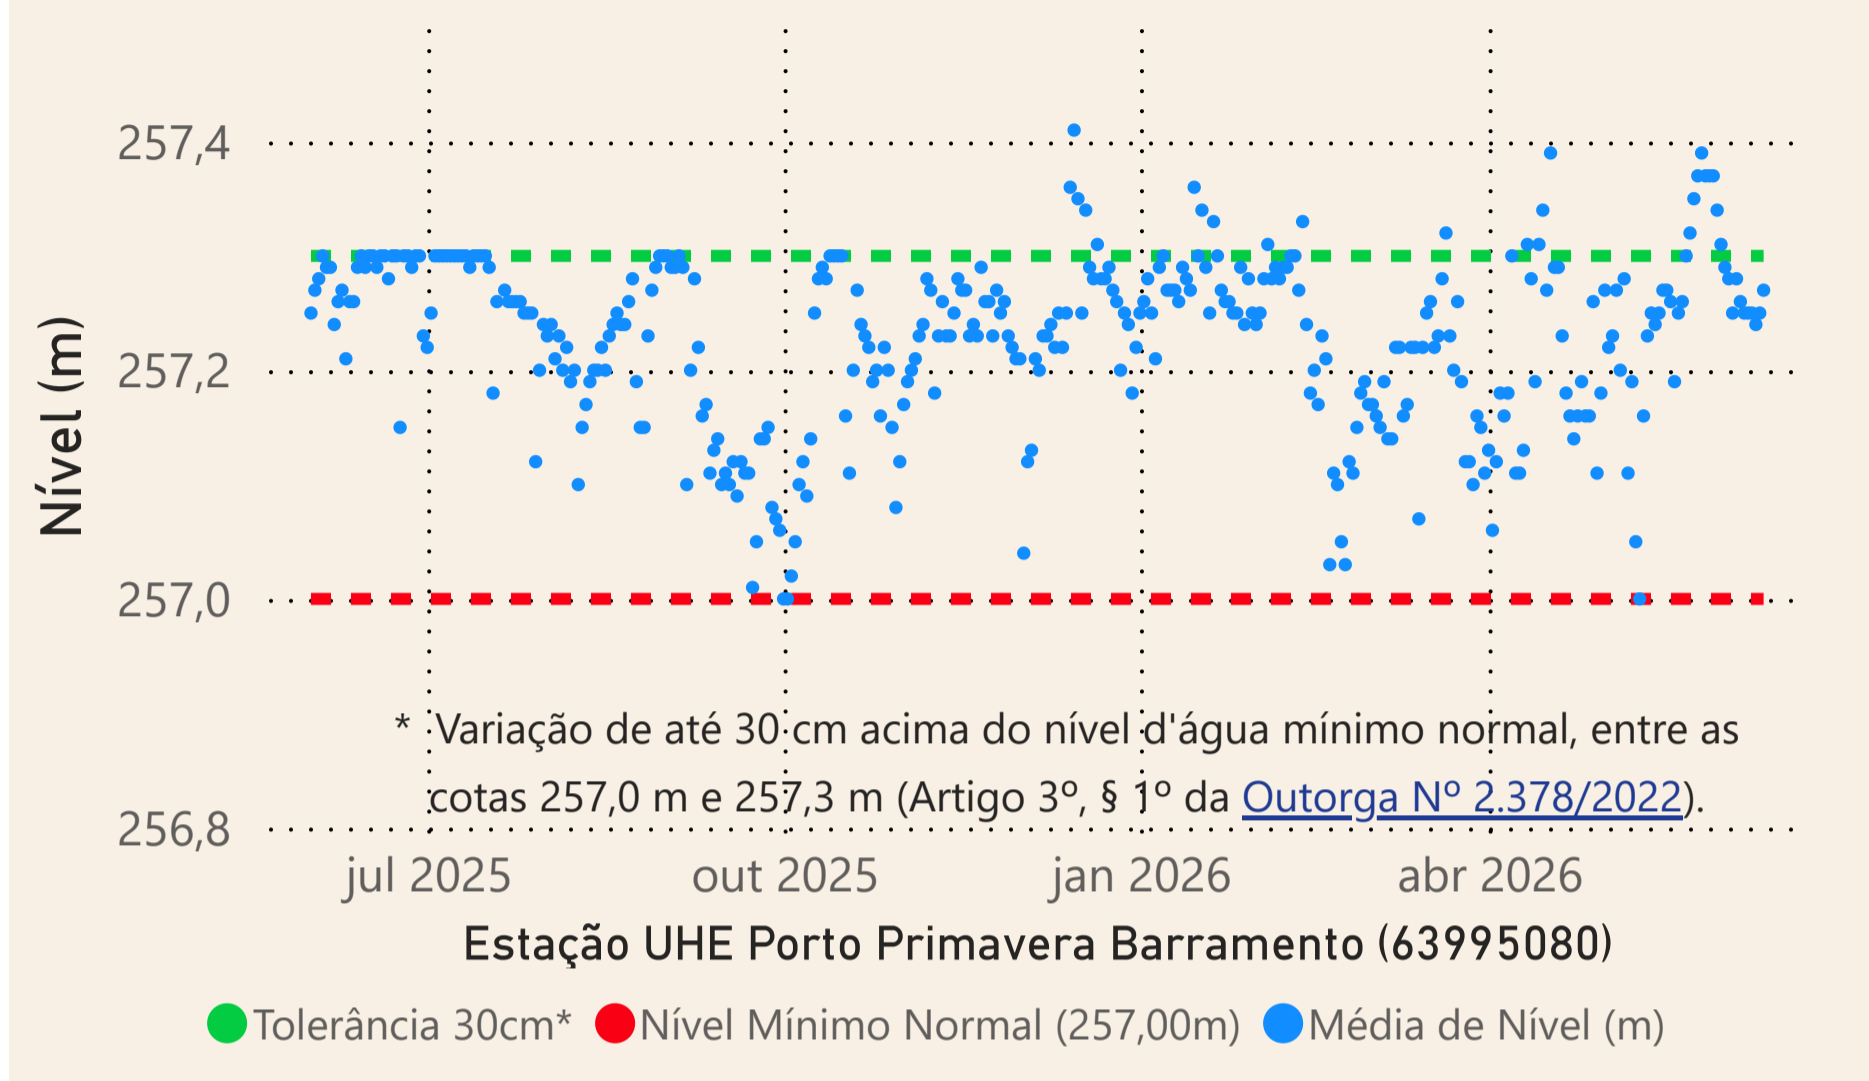 Nível (m)
257,4
257,2
257,0
256,8
* Variação de até 30 cm acima do nível d'água mínimo normal, entre as
cotas 257,0 m e 257,3 m (Artigo 3º, § 1º da Outorga Nº 2.378/2022).
jul 2025 out 2025 jan 2026 abr 2026
Estação UHE Porto Primavera Barramento (63995080)
Tolerância 30cm* Nível Mínimo Normal (257,00m) Média de Nível (m)